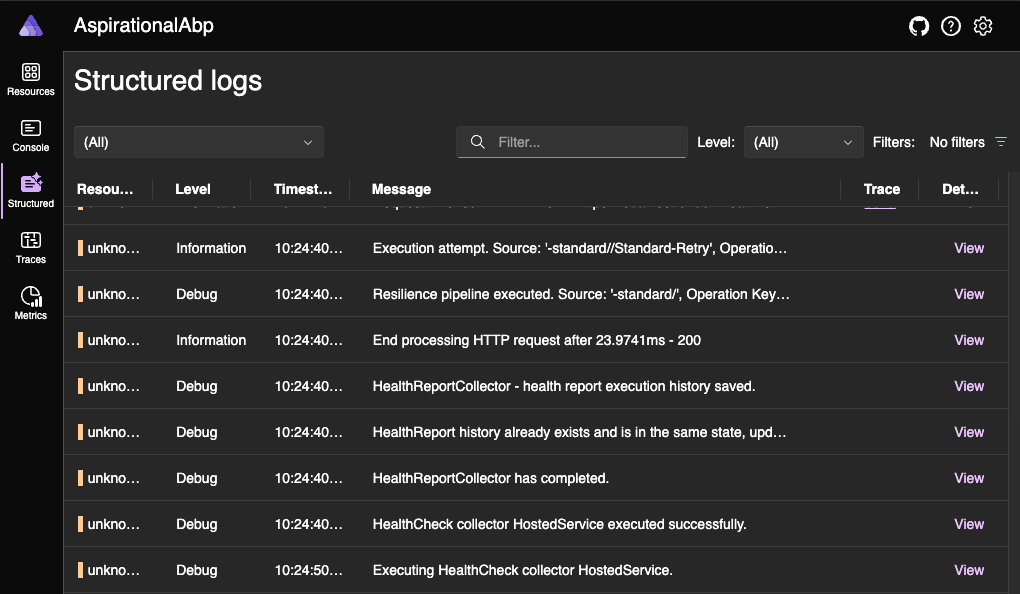 AspirationalAbp
Resources
Console
Structured
Traces
Metrics
Structured logs
(All)
Filter...
Level:
(All)
Filters:
No filters
Resou... Level Timest... Message Trace Det...
unkno... Information 10:24:40... Execution attempt. Source: '-standard//Standard-Retry', Operatio... View
unkno... Debug 10:24:40... Resilience pipeline executed. Source: '-standard/', Operation Key... View
unkno... Information 10:24:40... End processing HTTP request after 23.9741ms - 200 View
unkno... Debug 10:24:40... HealthReportCollector - health report execution history saved. View
unkno... Debug 10:24:40... HealthReport history already exists and is in the same state, upd... View
unkno... Debug 10:24:40... HealthReportCollector has completed. View
unkno... Debug 10:24:40... HealthCheck collector HostedService executed successfully. View
unkno... Debug 10:24:50... Executing HealthCheck collector HostedService. View